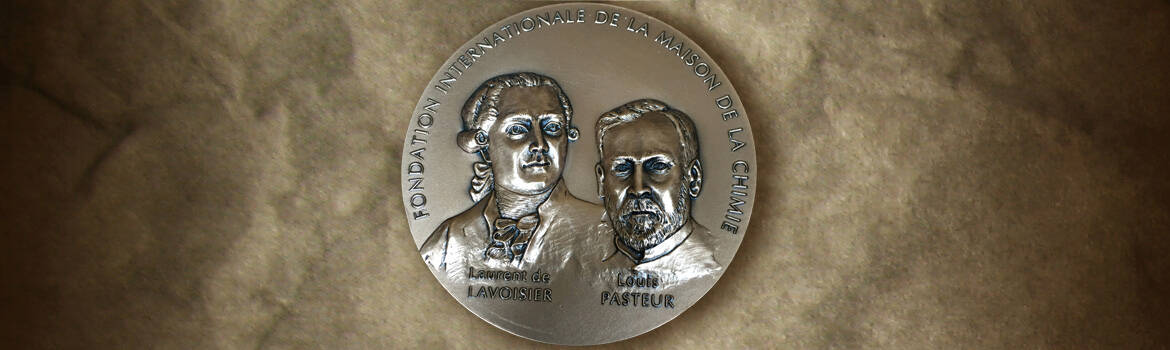 FONDATION INTERNATIONALE DE LA MAISON DE LA CHIMIE
Laurent de
LAVOISIER
Louis
PASTEUR